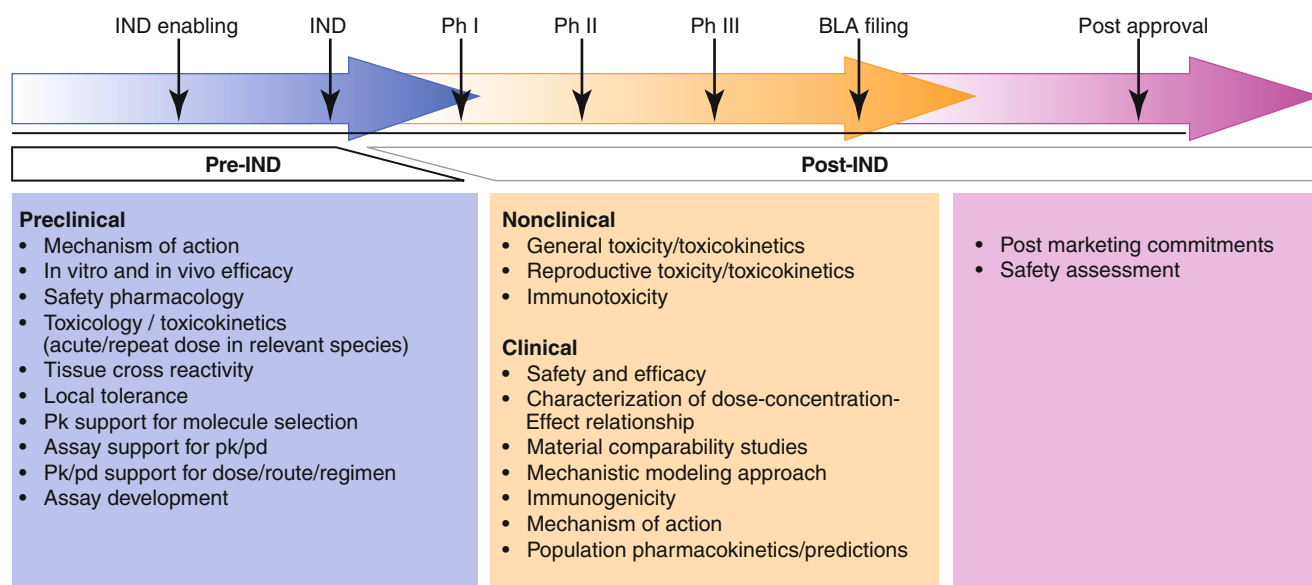 IND enabling IND Ph I Ph II Ph III BLA filing Post approval
Pre-IND Post-IND
Preclinical
• Mechanism of action
• In vitro and in vivo efficacy
• Safety pharmacology
• Toxicology / toxicokinetics
(acute/repeat dose in relevant species)
• Tissue cross reactivity
• Local tolerance
• Pk support for molecule selection
• Assay support for pk/pd
• Pk/pd support for dose/route/regimen
• Assay development
Nonclinical
• General toxicity/toxicokinetics
• Reproductive toxicity/toxicokinetics
• Immunotoxicity
Clinical
• Safety and efficacy
• Characterization of dose-concentration-
Effect relationship
• Material comparability studies
• Mechanistic modeling approach
• Immunogenicity
• Mechanism of action
• Population pharmacokinetics/predictions
• Post marketing commitments
• Safety assessment